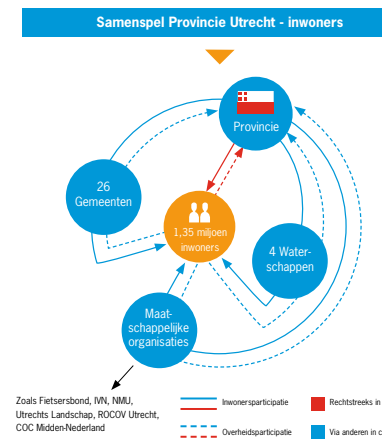 Samenspel Provincie Utrecht - inwoners
Provincie
26
Gemeenten
1,35 miljoen
inwoners
4 Water-
schappen
Maat-
schappelijke
organisaties
Zoals Fietsersbond, IVN, NMU,
Utrechts Landschap, ROCOV Utrecht,
COC Midden-Nederland
Inwonersparticipatie
Rechtstreeks in
Overheidsparticipatie
Via anderen in c